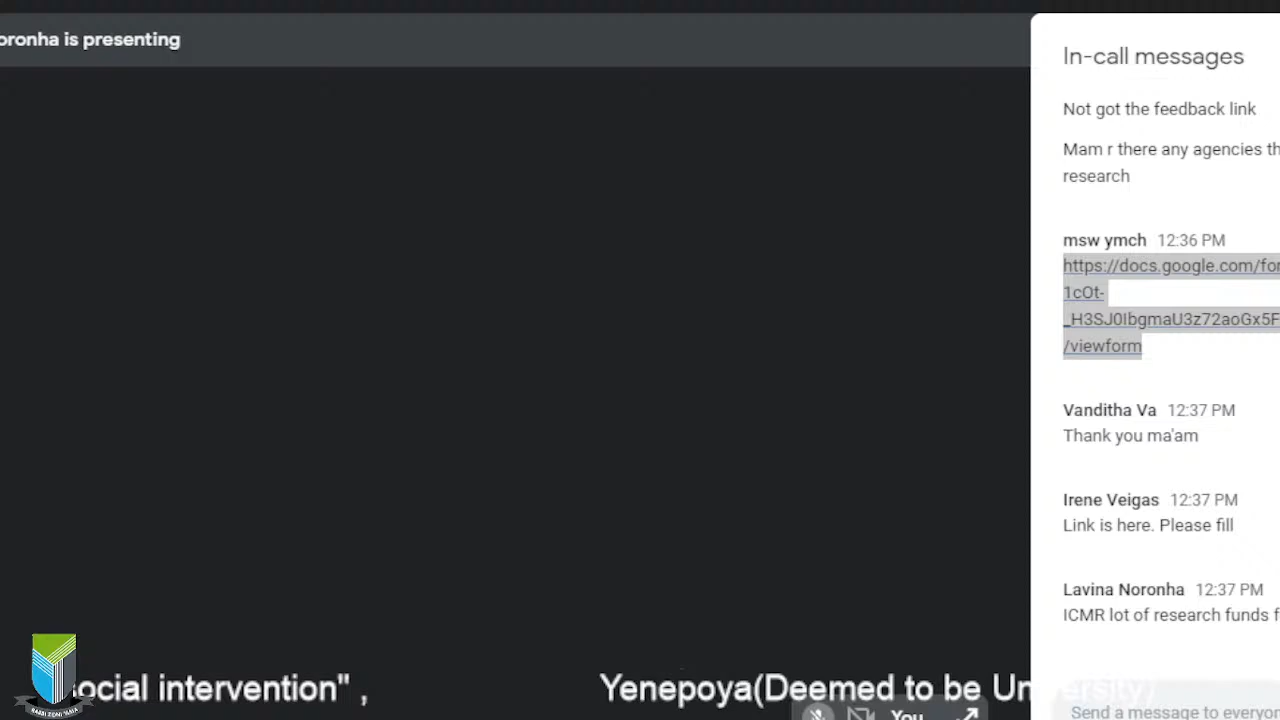 oronha is presenting
In-call messages
Not got the feedback link
Mam r there any agencies th
research
msw ymch 12:36 PM
https://docs.google.com/for
1cOt-
_H3SJ0IbgmaU3z72aoGx5F
/viewform
Vanditha Va 12:37 PM
Thank you ma'am
Irene Veigas 12:37 PM
Link is here. Please fill
Lavina Noronha 12:37 PM
ICMR lot of research funds f
ocial intervention" , Yenepoya(Deemed to be University)
You
Send a message to everyon